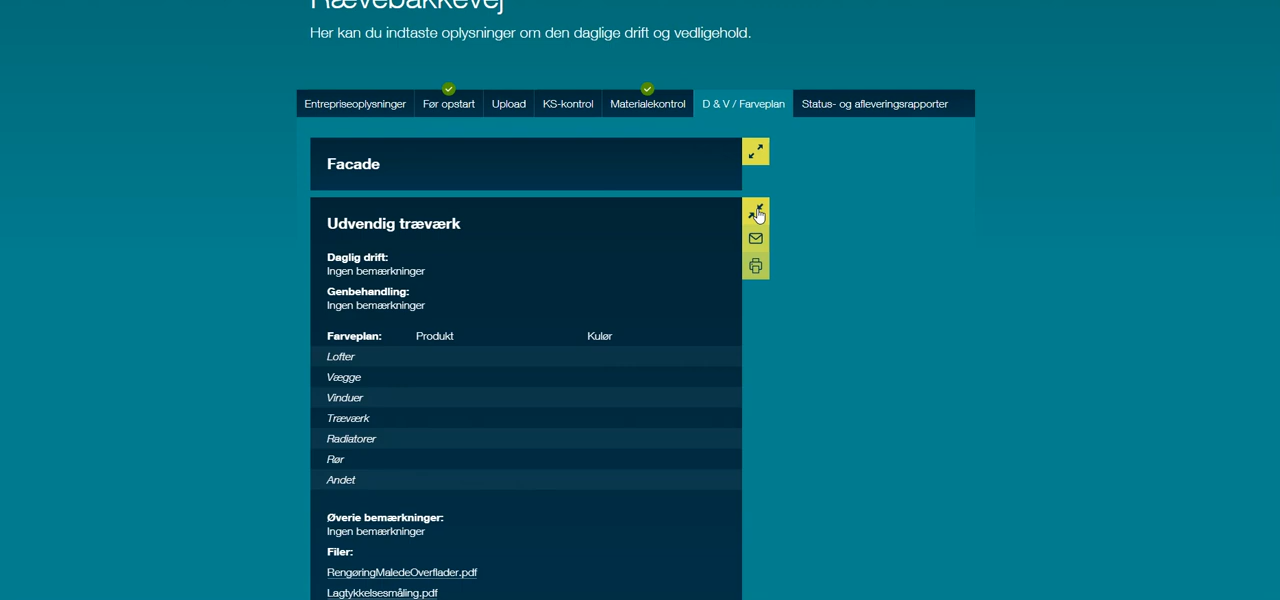 Rævebakkevej
Her kan du indtaste oplysninger om den daglige drift og vedligehold.
Entrepriseoplysninger Før opstart Upload KS-kontrol Materialekontrol D & V / Farveplan Status- og afleveringsrapporter
Facade
Udvendig træværk
Daglig drift:
Ingen bemærkninger
Genbehandling:
Ingen bemærkninger
Farveplan: Produkt Kulør
Lofter
Vægge
Vinduer
Træværk
Radiatorer
Rør
Andet
Øverie bemærkninger:
Ingen bemærkninger
Filer:
RengøringMaledeOverflader.pdf
Lagtykkelsesmåling.pdf